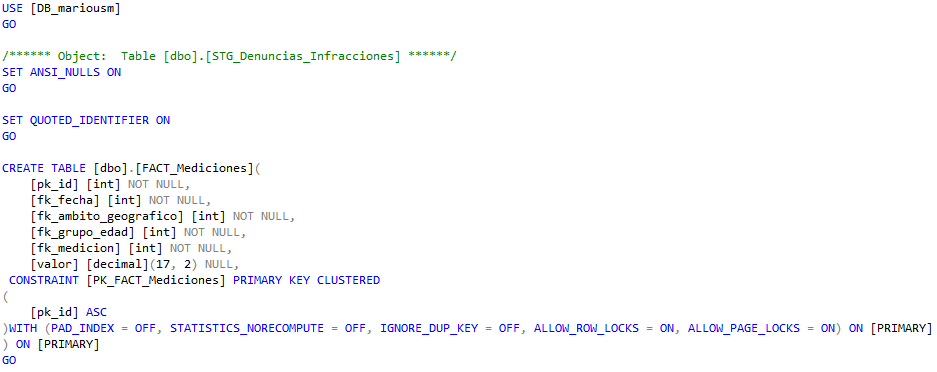 USE [DB_mariousm]
GO
/****** Object:  Table [dbo].[STG_Denuncias_Infracciones] ******/
SET ANSI_NULLS ON
GO
SET QUOTED_IDENTIFIER ON
GO
CREATE TABLE [dbo].[FACT_Mediciones](
    [pk_id] [int] NOT NULL,
    [fk_fecha] [int] NOT NULL,
    [fk_ambito_geografico] [int] NOT NULL,
    [fk_grupo_edad] [int] NOT NULL,
    [fk_medicion] [int] NOT NULL,
    [valor] [decimal](17, 2) NULL,
 CONSTRAINT [PK_FACT_Mediciones] PRIMARY KEY CLUSTERED
(
    [pk_id] ASC
)WITH (PAD_INDEX = OFF, STATISTICS_NORECOMPUTE = OFF, IGNORE_DUP_KEY = OFF, ALLOW_ROW_LOCKS = ON, ALLOW_PAGE_LOCKS = ON) ON [PRIMARY]
) ON [PRIMARY]
GO